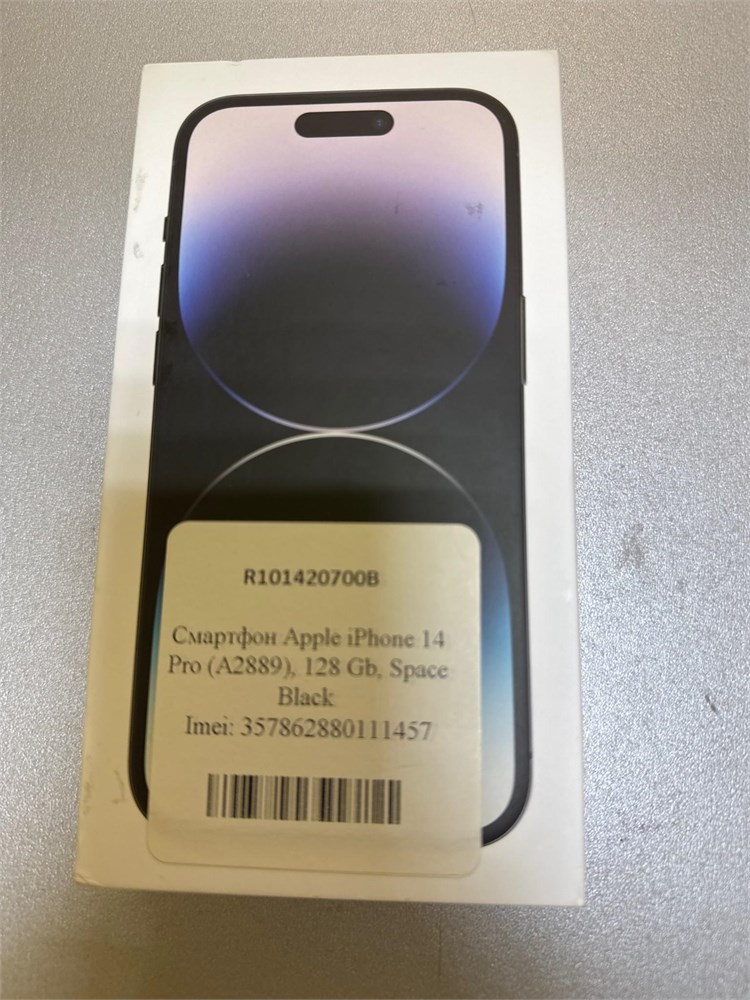 R101420700B
Смартфон Apple iPhone 14
Pro (A2889), 128 Gb, Space
Black
Imei: 357862880111457